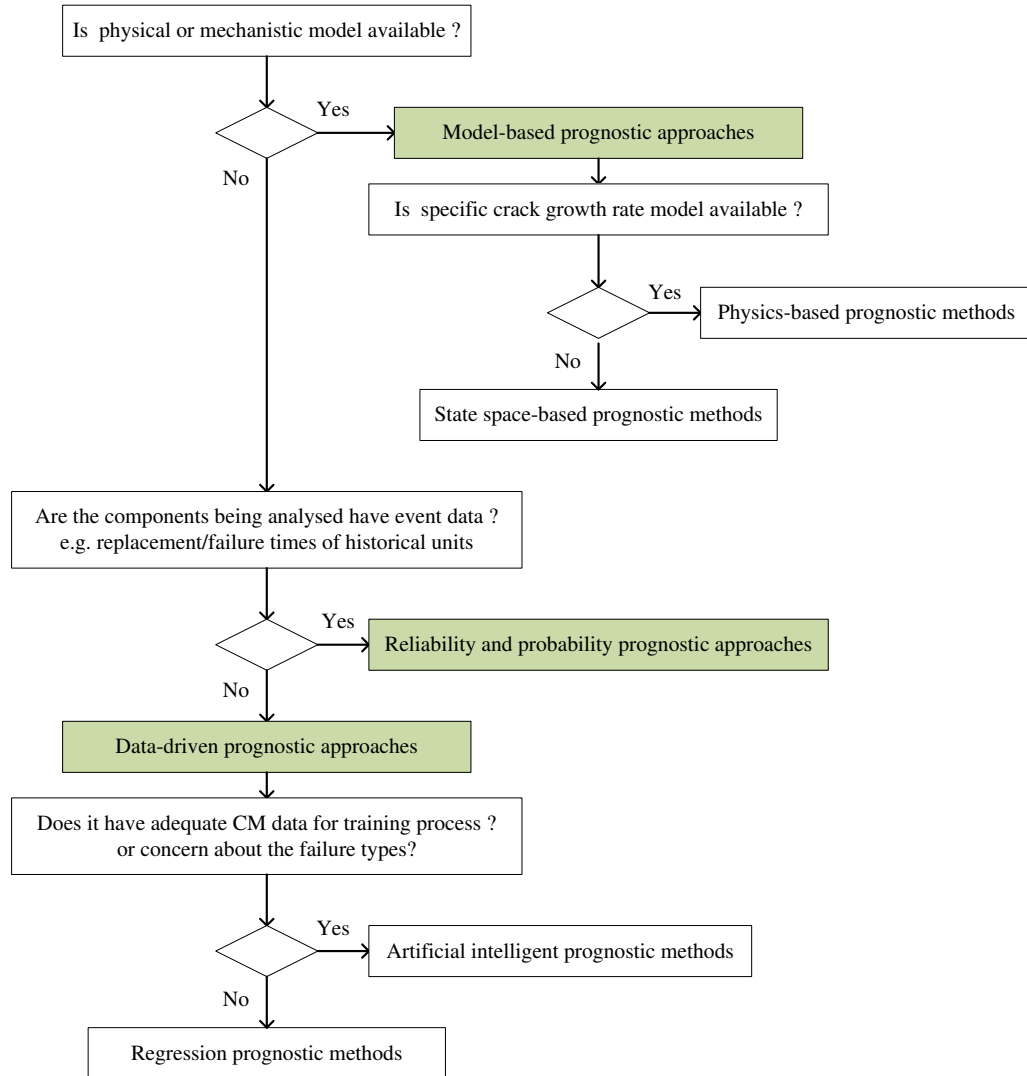 Is physical or mechanistic model available ?
Yes
Model-based prognostic approaches
No
Is specific crack growth rate model available ?
Yes
Physics-based prognostic methods
No
State space-based prognostic methods
Are the components being analysed have event data ?
e.g. replacement/failure times of historical units
Yes
Reliability and probability prognostic approaches
No
Data-driven prognostic approaches
Does it have adequate CM data for training process ?
or concern about the failure types?
Yes
Artificial intelligent prognostic methods
No
Regression prognostic methods